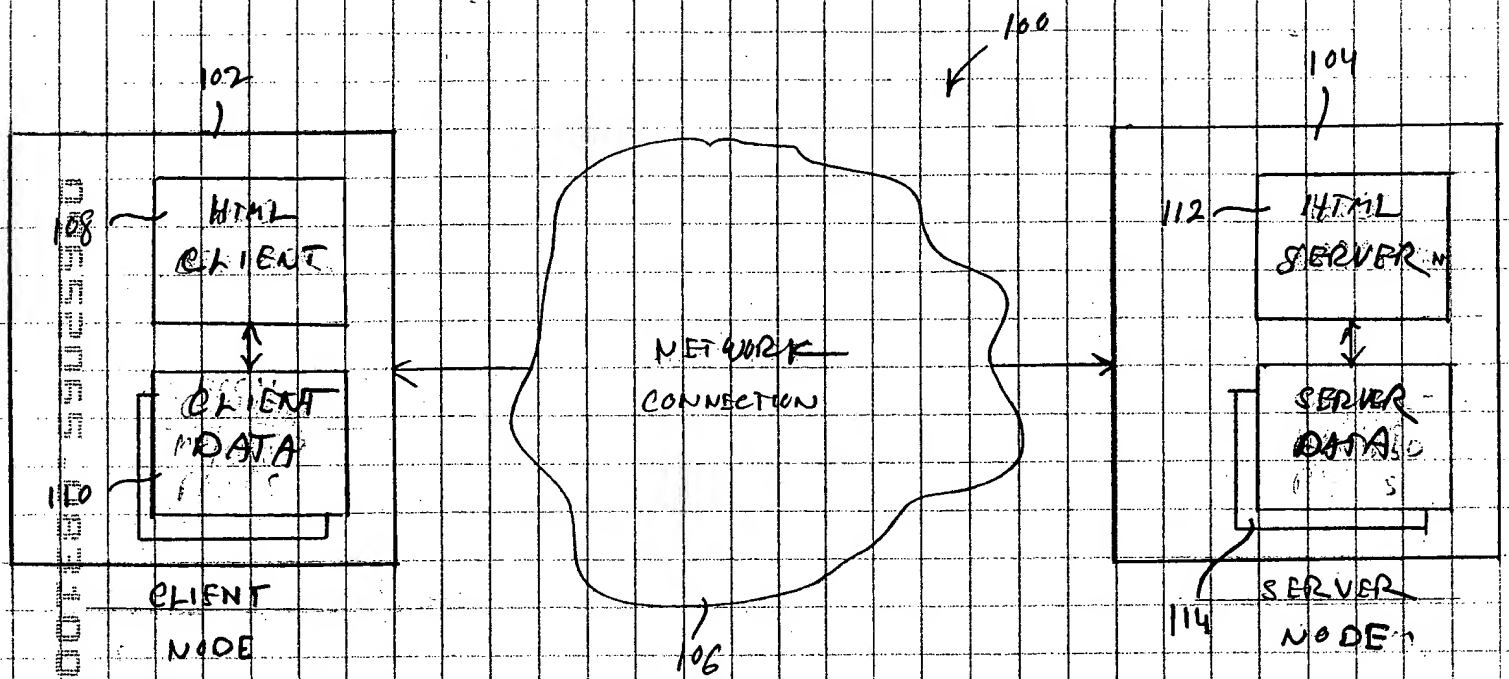 100
102
104
108
HTML
CLIENT
112
HTML
SERVER
NETWORK
CONNECTION
CLIENT
DATA
110
SERVER
DATA
114
CLIENT
NODE
106
SERVER
NODE